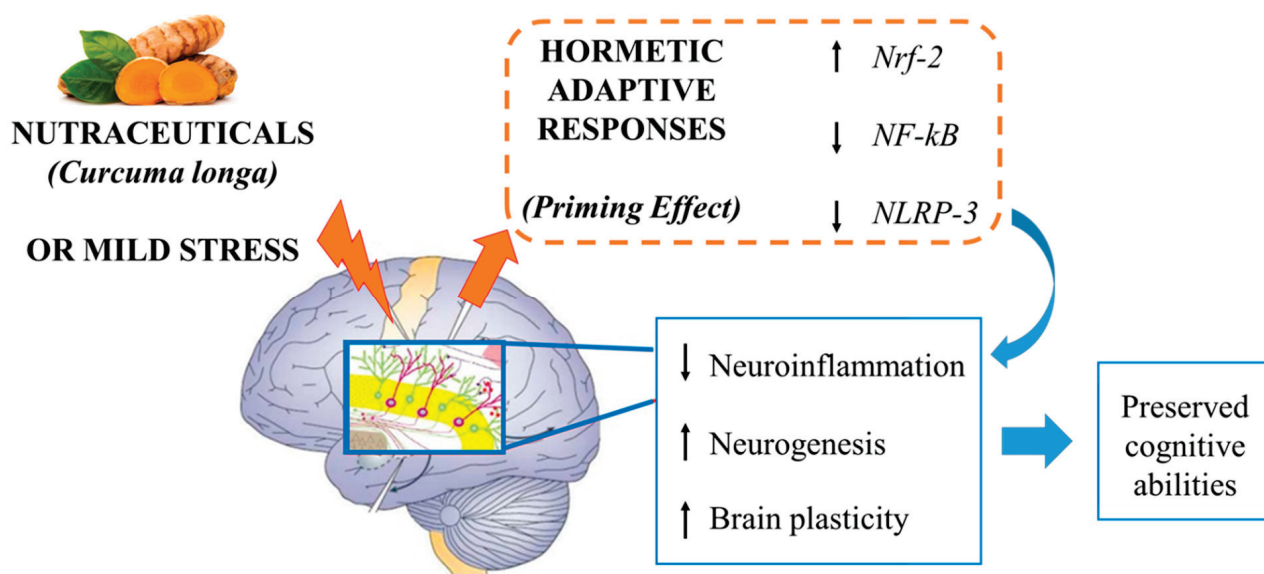 NUTRACEUTICALS
(Curcuma longa)
OR MILD STRESS
HORMETIC
ADAPTIVE
RESPONSES
(Priming Effect)
↑ Nrf-2
↓ NF-kB
↓ NLRP-3
↓ Neuroinflammation
↑ Neurogenesis
↑ Brain plasticity
Preserved
cognitive
abilities